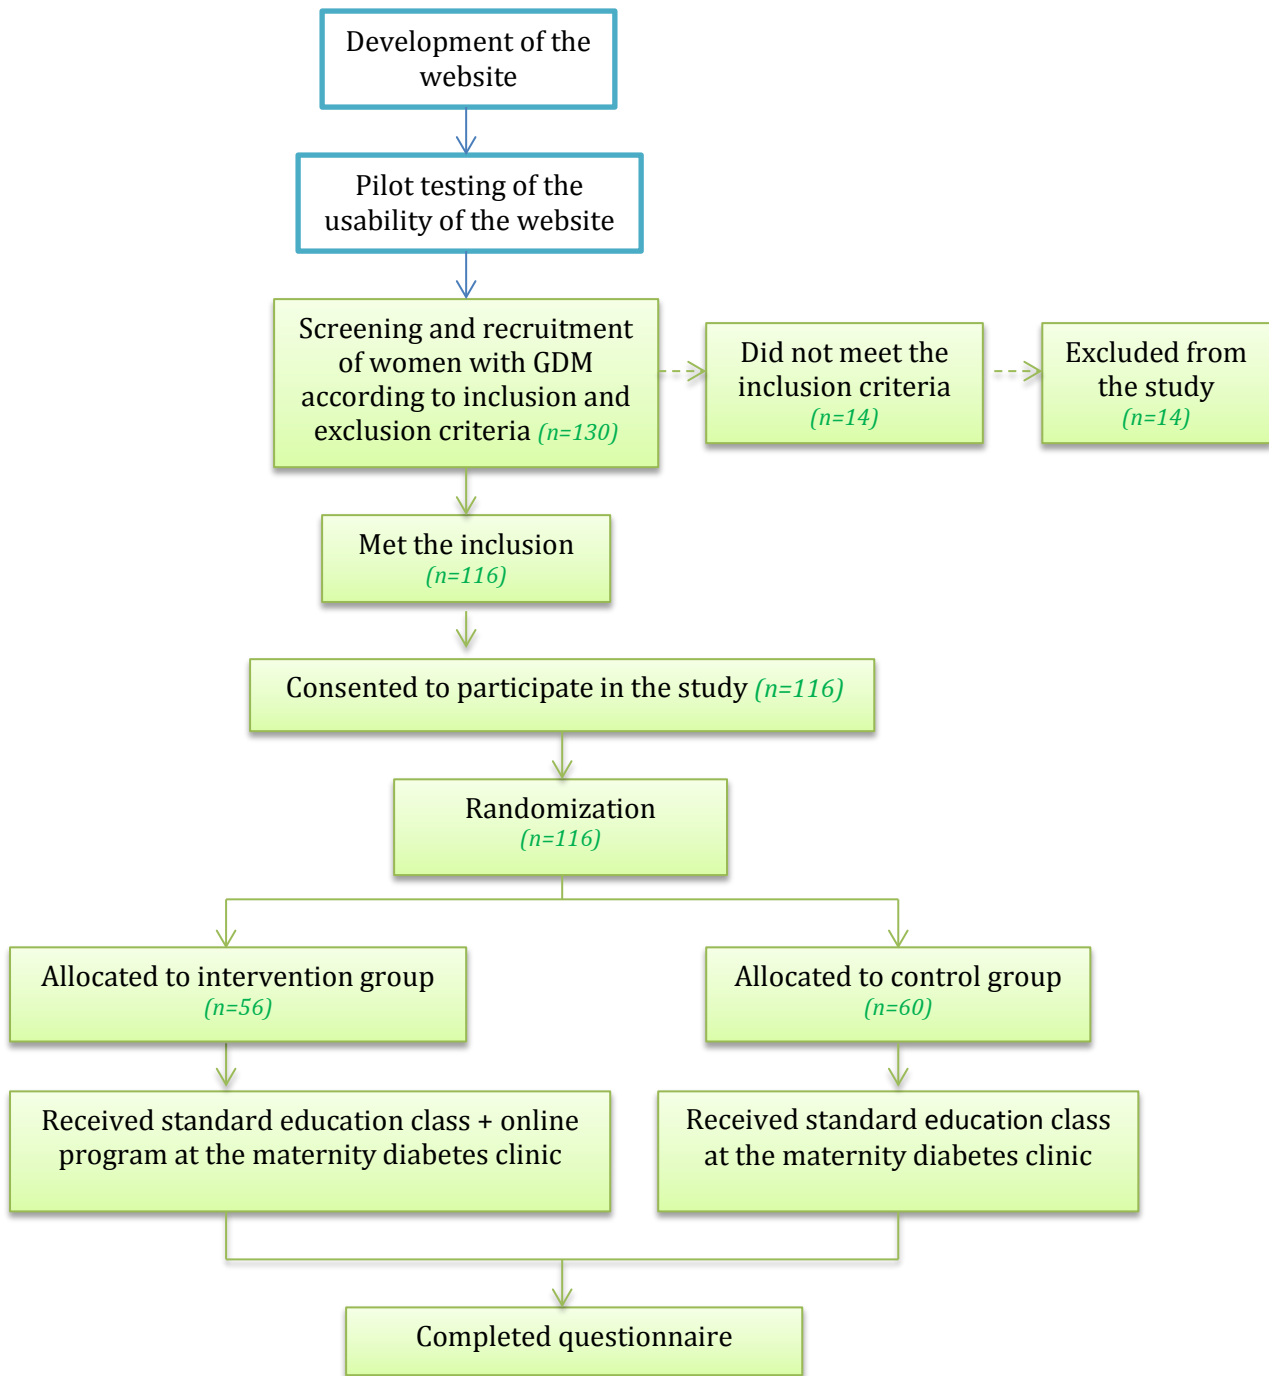 Development of the
website
Pilot testing of the
usability of the website
Screening and recruitment
of women with GDM
according to inclusion and
exclusion criteria (n=130)
Did not meet the
inclusion criteria
(n=14)
Excluded from
the study
(n=14)
Met the inclusion
(n=116)
Consented to participate in the study (n=116)
Randomization
(n=116)
Allocated to intervention group
(n=56)
Allocated to control group
(n=60)
Received standard education class + online
program at the maternity diabetes clinic
Received standard education class
at the maternity diabetes clinic
Completed questionnaire